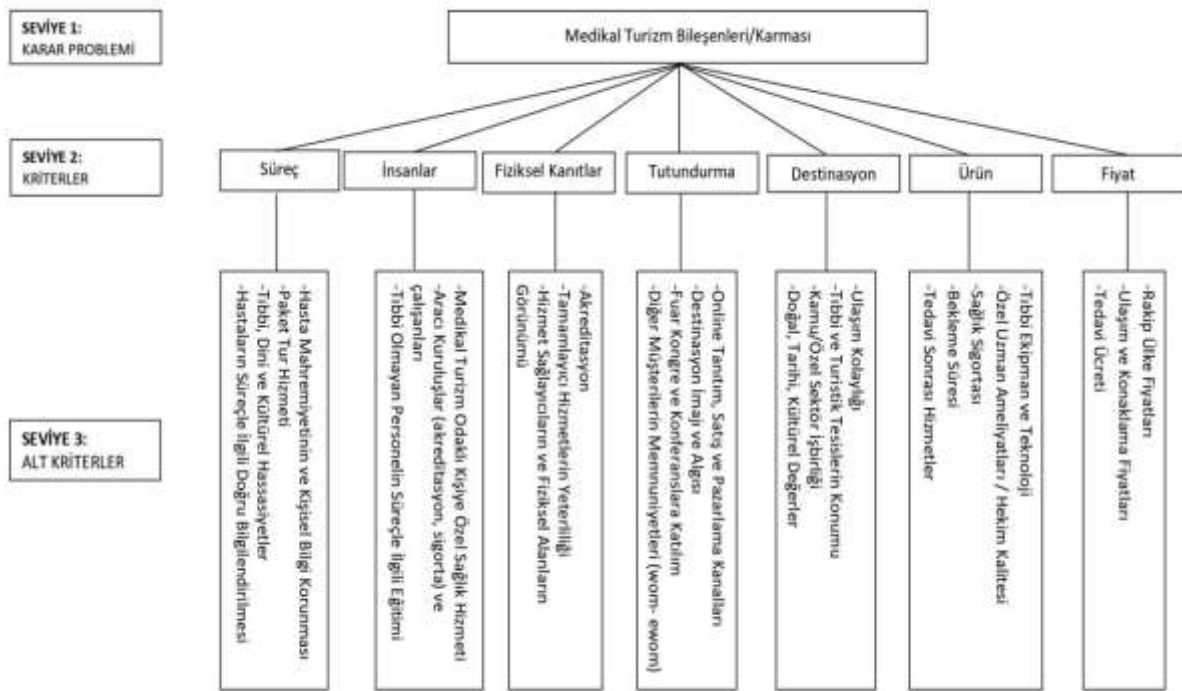 SEVİYE 1:
KARAR PROBLEMİ
Medikal Turizm Bileşenleri/Karması
SEVİYE 2:
KRİTERLER
Süreç
İnsanlar
Fiziksel Kanıtlar
Tutundurma
Destinasyon
Ürün
Fiyat
SEVİYE 3:
ALT KRİTERLER
-Hasta Mahremiyetinin ve Kişisel Bilgi Korunması
-Paket Tur Hizmeti
-Tıbbi, Dini ve Kültürel Hassasiyetler
-Hastaların Süreçle İlgili Doğru Bilgilendirilmesi
-Medikal Turizm Odaklı Kişiye Özel Sağlık Hizmeti
-Aracı Kuruluşlar (akreditasyon, sigorta) ve
çalışanları
-Tıbbi Olmayan Personelin Süreçle İlgili Eğitimi
-Akreditasyon
-Tamamlayıcı Hizmetlerin Yeterliliği
-Hizmet Sağlayıcıların ve Fiziksel Alanların
Görünümü
-Online Tanıtım, Satış ve Pazarlama Kanalları
-Destinasyon İmajı ve Algısı
-Fuar Kongre ve Konferanslara Katılım
-Diğer Müşterilerin Memnuniyetleri (wom- ewom)
-Ulaşım Kolaylığı
-Tıbbi ve Turistik Tesislerin Konumu
-Kamu/Özel Sektör İşbirliği
-Doğal, Tarihi, Kültürel Değerler
-Tıbbi Ekipman ve Teknoloji
-Özel Uzman Ameliyatları / Hekim Kalitesi
-Sağlık Sigortası
-Bekleme Süresi
-Tedavi Sonrası Hizmetler
-Rakip Ülke Fiyatları
-Ulaşım ve Konaklama Fiyatları
-Tedavi Ücreti